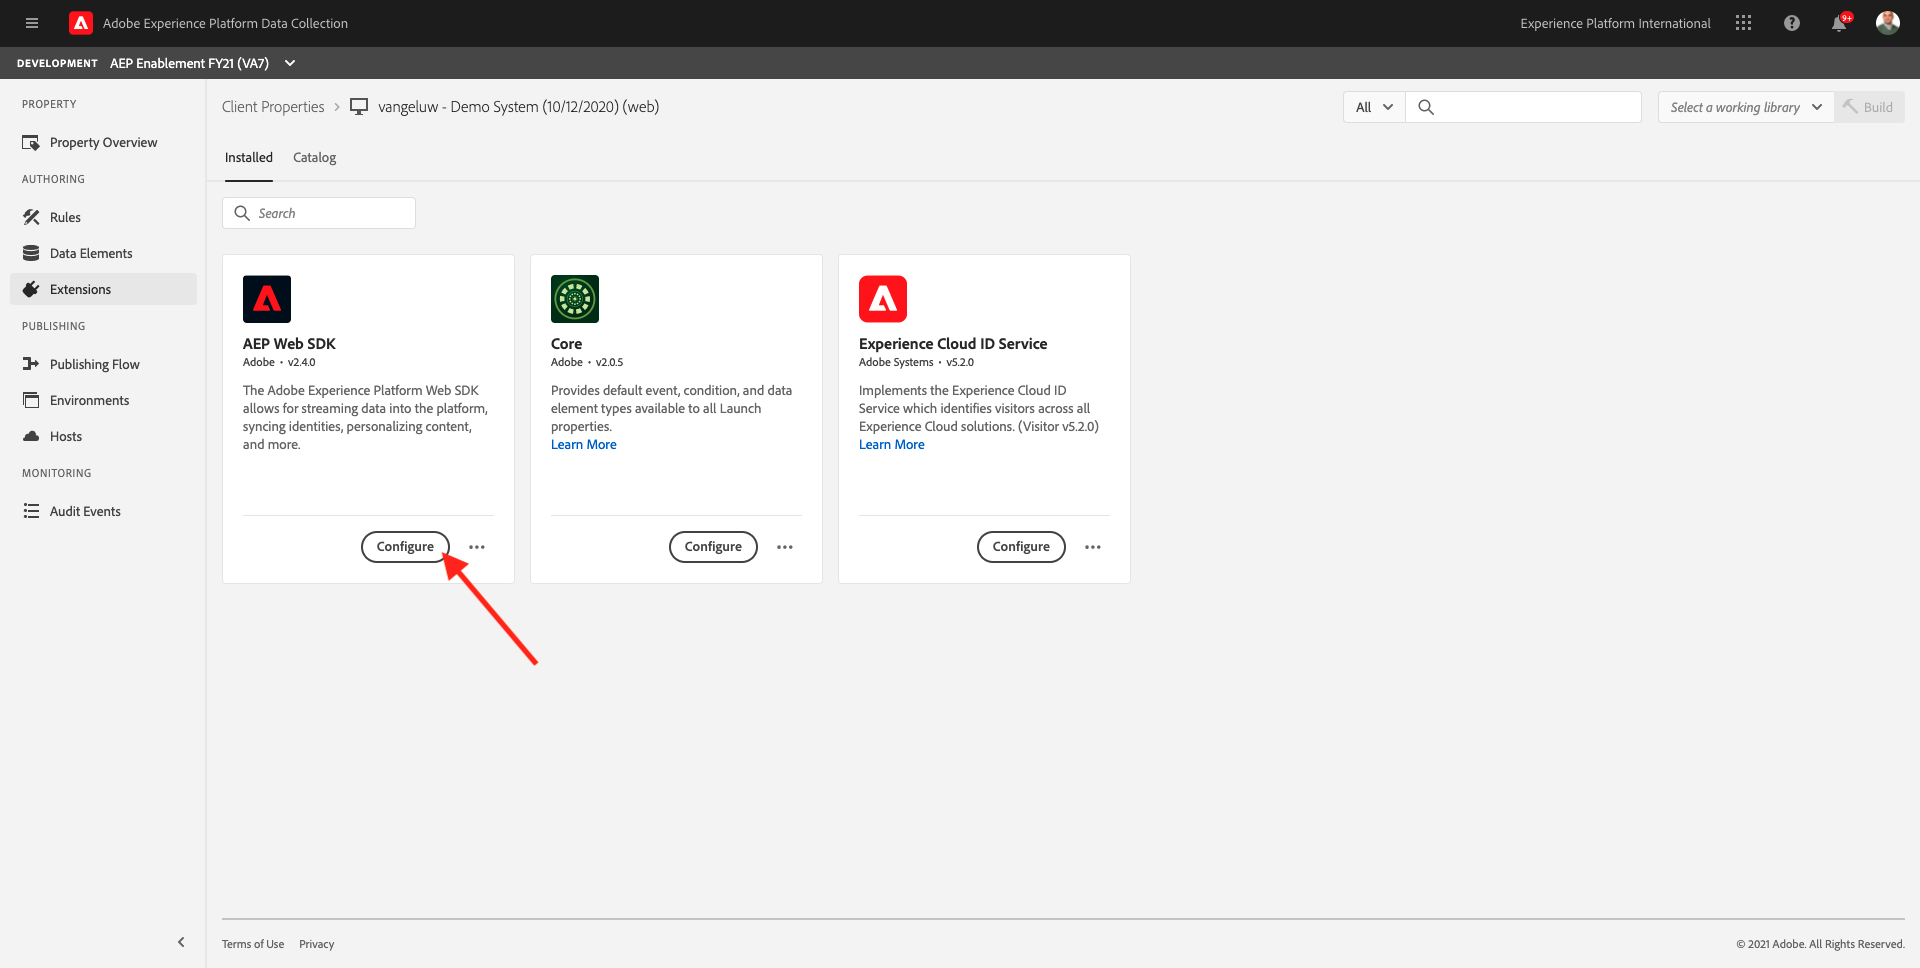 Adobe Experience Platform Data Collection
Experience Platform International
9+
DEVELOPMENT AEP Enablement FY21 (VA7)
PROPERTY
Property Overview
AUTHORING
Rules
Data Elements
Extensions
PUBLISHING
Publishing Flow
Environments
Hosts
MONITORING
Audit Events
Client Properties > vangeluw - Demo System (10/12/2020) (web)
All
Select a working library
Build
Installed Catalog
Search
AEP Web SDK
Adobe • v2.4.0
The Adobe Experience Platform Web SDK
allows for streaming data into the platform,
syncing identities, personalizing content,
and more.
Configure
Core
Adobe • v2.0.5
Provides default event, condition, and data
element types available to all Launch
properties.
Learn More
Configure
Experience Cloud ID Service
Adobe Systems • v5.2.0
Implements the Experience Cloud ID
Service which identifies visitors across all
Experience Cloud solutions. (Visitor v5.2.0)
Learn More
Configure
Terms of Use Privacy
© 2021 Adobe. All Rights Reserved.